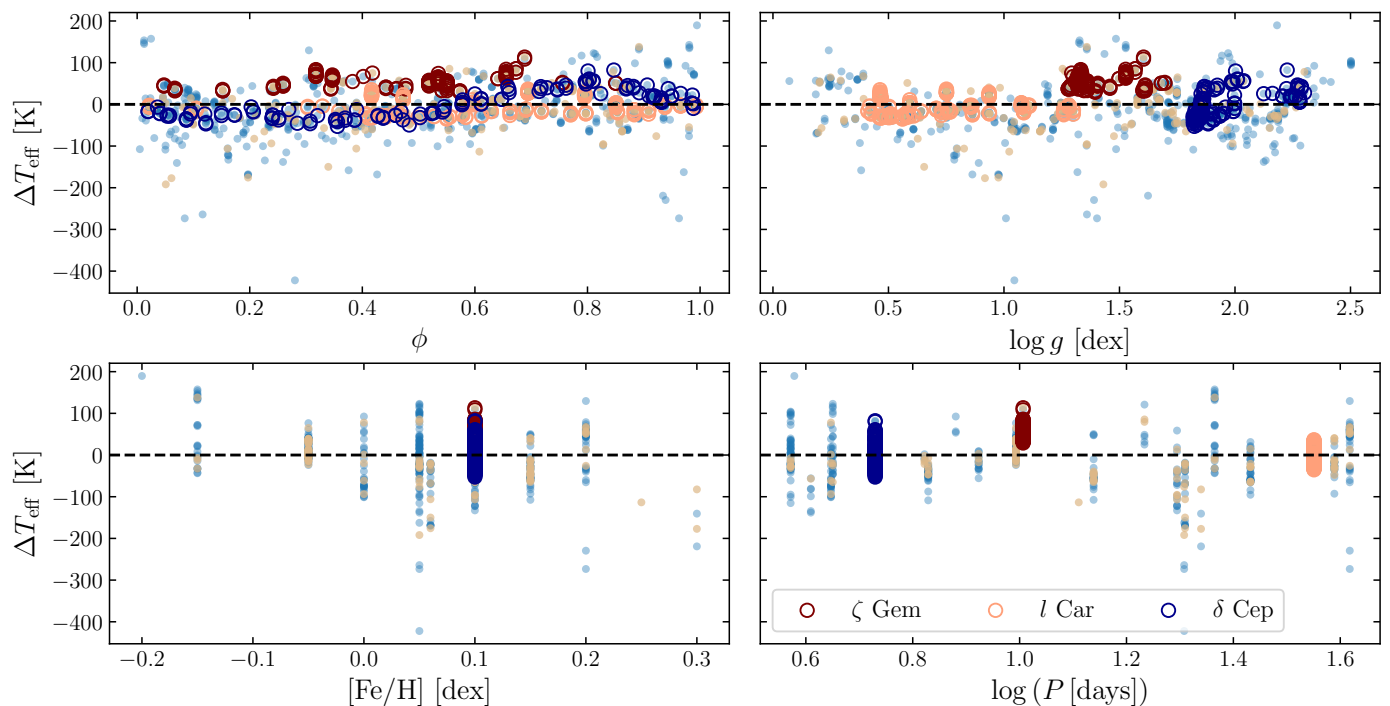 200
100
0
−100
−200
−300
−400
ΔT_eff [K]
0.0 0.2 0.4 0.6 0.8 1.0
ϕ
0.0 0.5 1.0 1.5 2.0 2.5
log g [dex]
200
100
0
−100
−200
−300
−400
ΔT_eff [K]
−0.2 −0.1 0.0 0.1 0.2 0.3
[Fe/H] [dex]
ζ Gem l Car δ Cep
0.6 0.8 1.0 1.2 1.4 1.6
log (P [days])